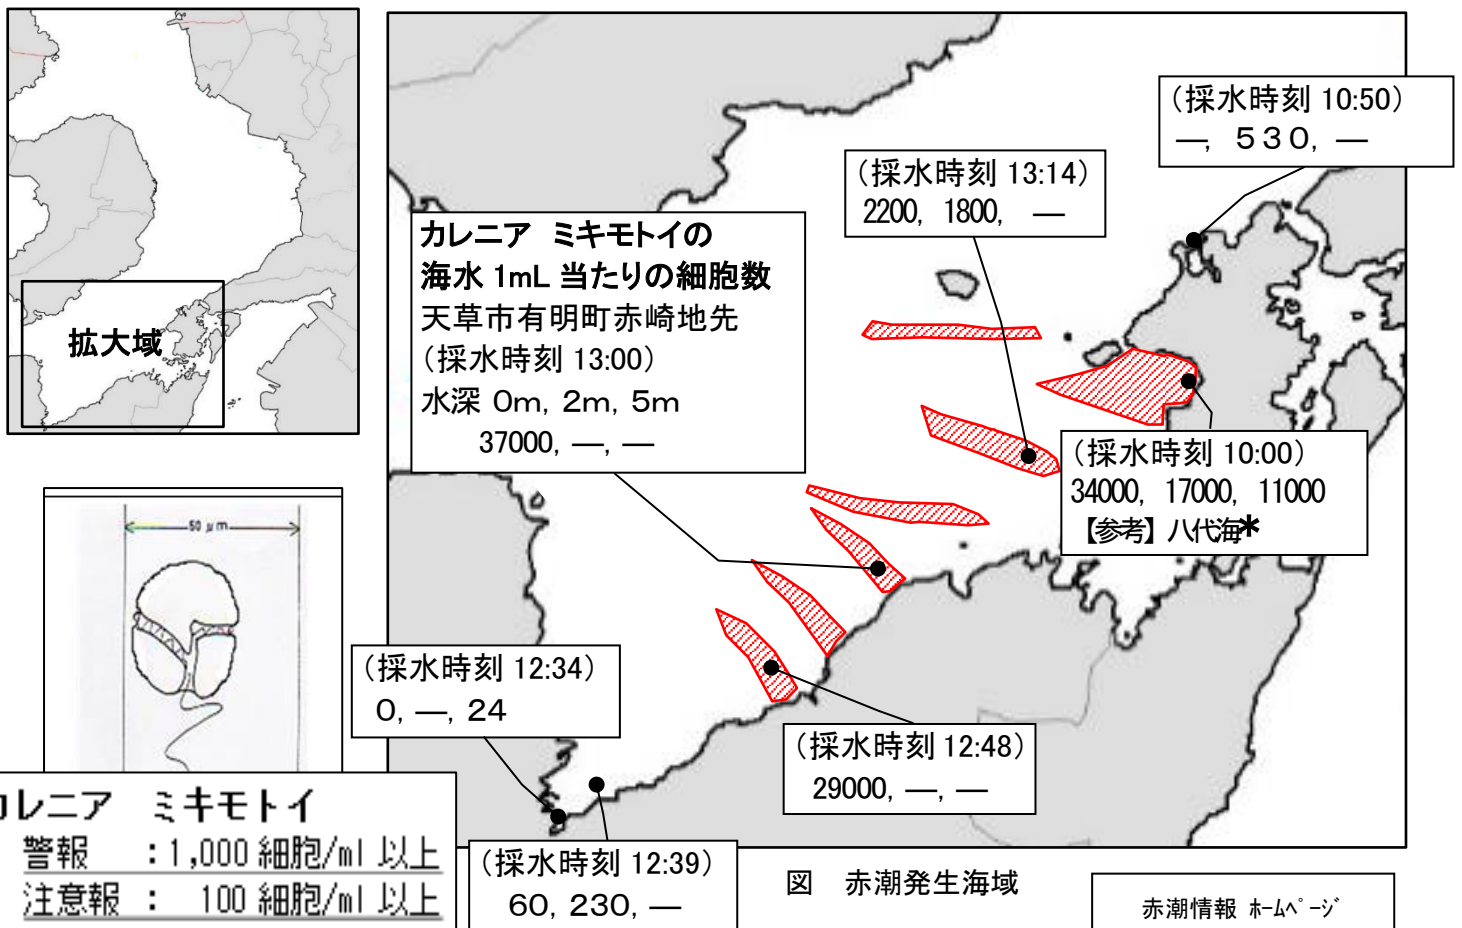 (採水時刻 10:50)
―, 530, ―
(採水時刻 13:14)
2200, 1800, ―
カレニア ミキモトイの
海水 1mL 当たりの細胞数
天草市有明町赤崎地先
(採水時刻 13:00)
水深 0m, 2m, 5m
37000, ―, ―
拡大域
(採水時刻 10:00)
34000, 17000, 11000
【参考】八代海*
50 μm
(採水時刻 12:34)
0, ―, 24
(採水時刻 12:48)
29000, ―, ―
カレニア ミキモトイ
警報 :1,000 細胞/ml 以上
注意報 : 100 細胞/ml 以上
(採水時刻 12:39)
60, 230, ―
図 赤潮発生海域
赤潮情報 ホームページ